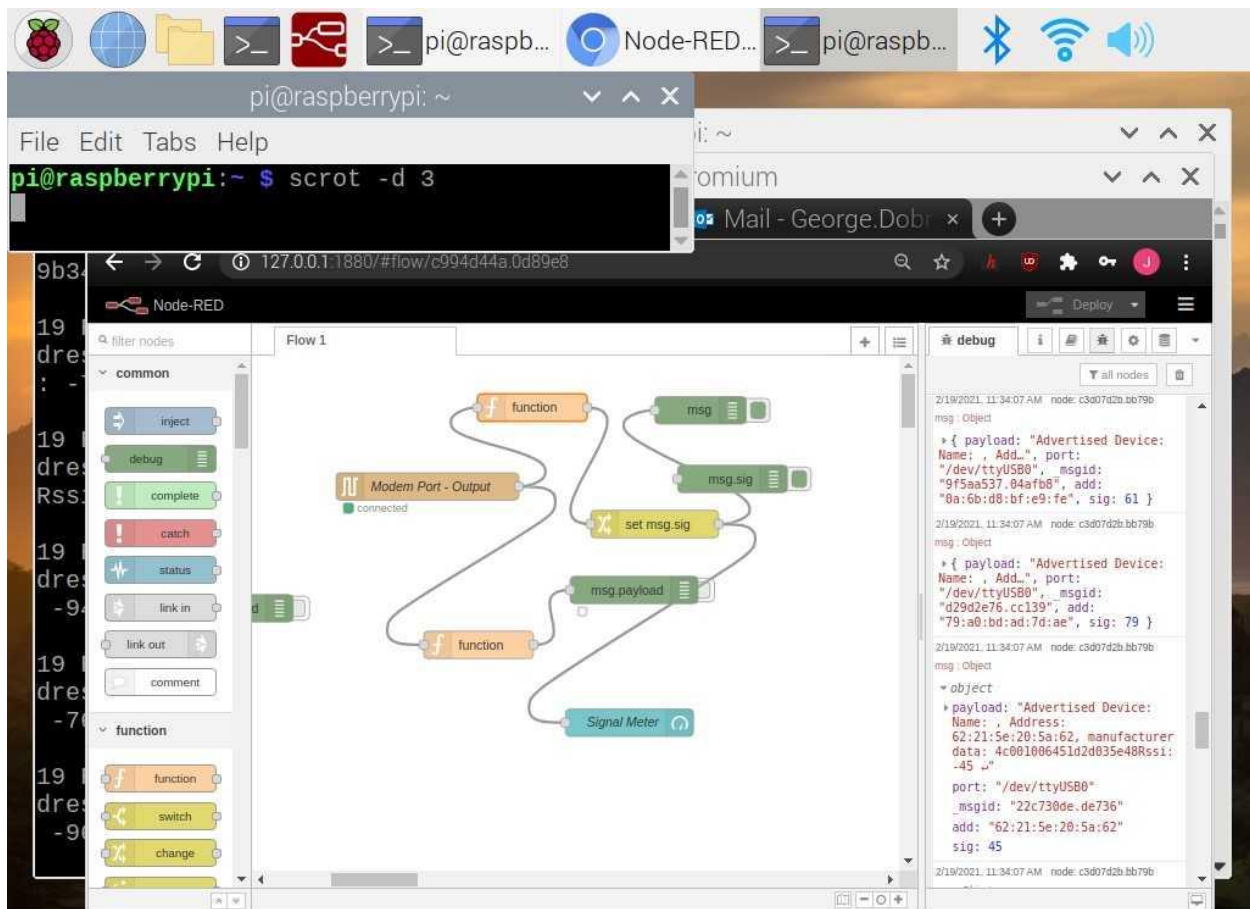 pi@raspb...
Node-RED...
pi@raspb...
pi@raspberrypi: ~
File Edit Tabs Help
pi@raspberrypi:~ $ scrot -d 3
pi: ~
romium
Mail - George.Dobr
127.0.0.1:1880/#flow/c994d44a.0d89e8
Node-RED
Deploy
filter nodes
common
inject
debug
complete
catch
status
link in
link out
comment
function
function
switch
change
Flow 1
function
msg
Modem Port - Output
connected
msg.sig
set msg.sig
msg.payload
d
function
Signal Meter
debug
all nodes
2/19/2021, 11:34:07 AM node: c3d07d2b.bb79b
msg : Object
{ payload: "Advertised Device:
Name: , Add…", port:
"/dev/ttyUSB0", _msgid:
"9f5aa537.04afb8", add:
"0a:6b:d8:bf:e9:fe", sig: 61 }
2/19/2021, 11:34:07 AM node: c3d07d2b.bb79b
msg : Object
{ payload: "Advertised Device:
Name: , Add…", port:
"/dev/ttyUSB0", _msgid:
"d29d2e76.cc139", add:
"79:a0:bd:ad:7d:ae", sig: 79 }
2/19/2021, 11:34:07 AM node: c3d07d2b.bb79b
msg : Object
object
payload: "Advertised Device:
Name: , Address:
62:21:5e:20:5a:62, manufacturer
data: 4c001006451d2d035e48Rssi:
-45 ↵"
port: "/dev/ttyUSB0"
_msgid: "22c730de.de736"
add: "62:21:5e:20:5a:62"
sig: 45
2/19/2021, 11:34:07 AM node: c3d07d2b.bb79b
9b34
19
dres
: -
19
dres
Rssi
19
dres
-94
19
dres
-70
19
dres
-90